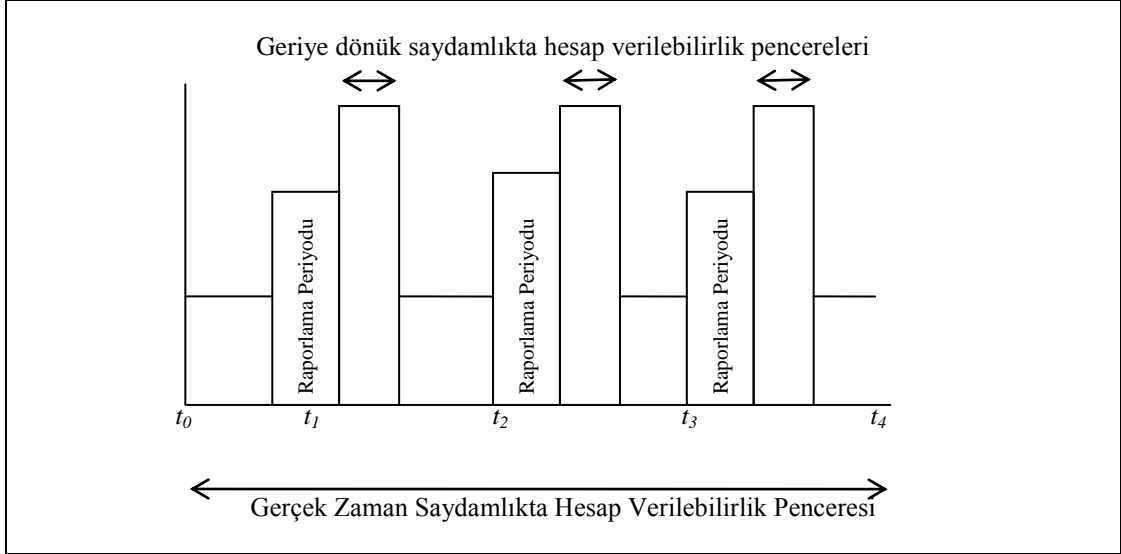 Geriye dönük saydamlıkta hesap verilebilirlik pencereleri
Raporlama Periyodu
Raporlama Periyodu
Raporlama Periyodu
t0 t1 t2 t3 t4
Gerçek Zaman Saydamlıkta Hesap Verilebilirlik Penceresi